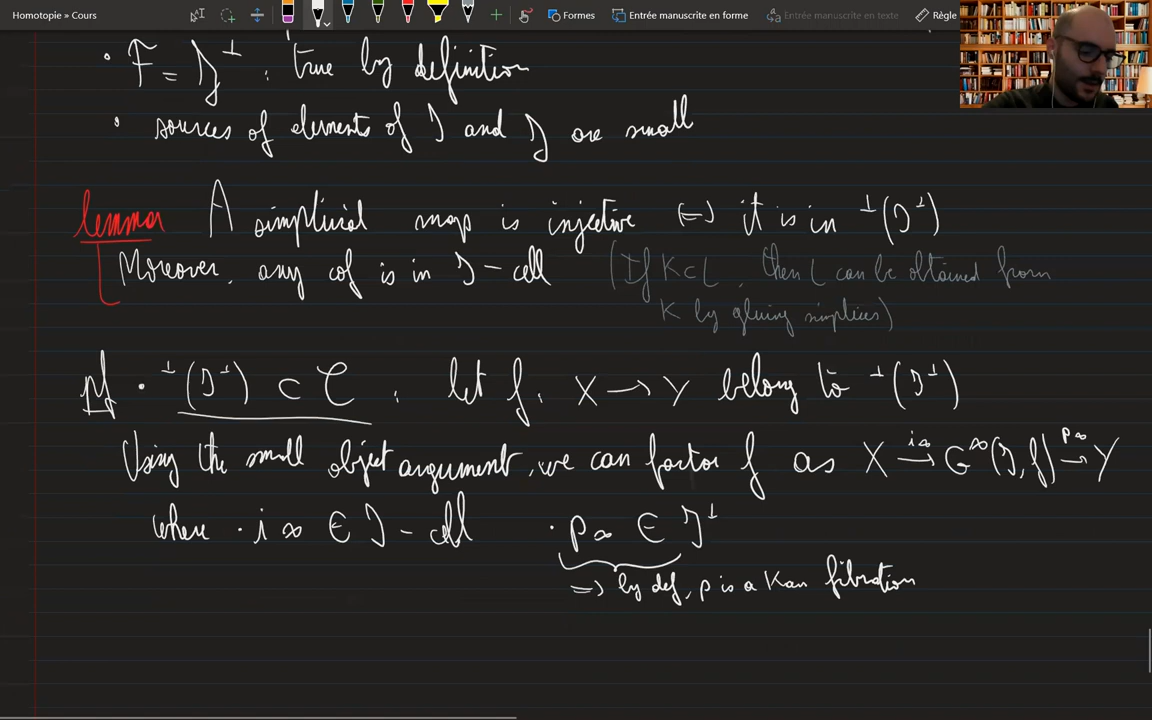 Homotopie » Cours
Formes
Entrée manuscrite en forme
Entrée manuscrite en texte
Règle
• F = J^⊥ : true by definition
• sources of elements of I and J are small
lemma A simplicial map is injective ⟷ it is in ^⊥(I^⊥)
Moreover, any cof is in I-cell (If K⊂L, then L can be obtained from
K by gluing simplices)
Pf • ^⊥(I^⊥) ⊂ C : let f: X → Y belong to ^⊥(I^⊥)
Using the small object argument, we can factor f as X →^{i∞} G^∞(I, f) →^{p∞} Y
where • i∞ ∈ I-cell • p∞ ∈ I^⊥
⟹ by def, p is a Kan fibration